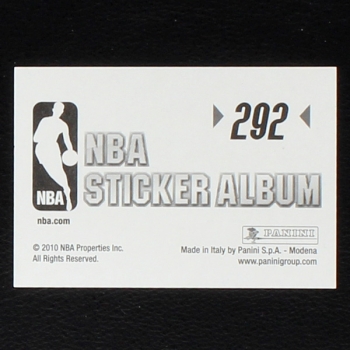 292
NBA
STICKER ALBUM
NBA
nba.com
© 2010 NBA Properties Inc.
All Rights Reserved.
PANINI
Made in Italy by Panini S.p.A. - Modena
www.paninigroup.com